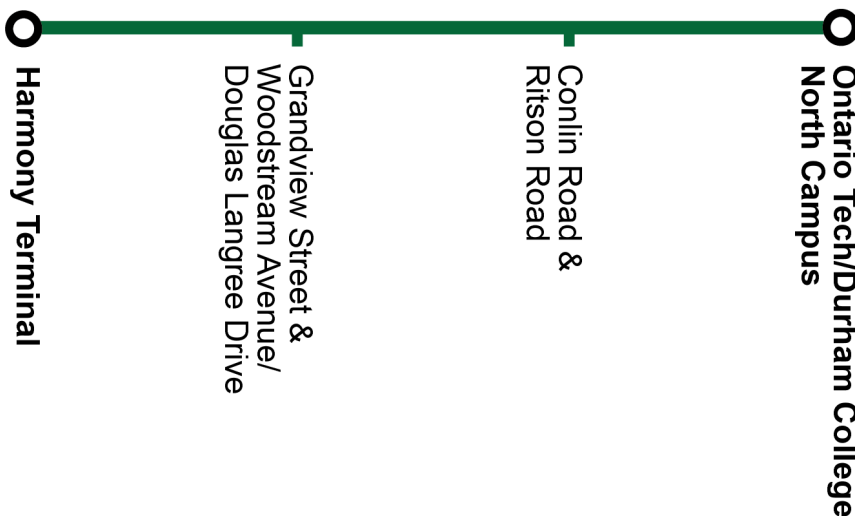 Harmony Terminal
Grandview Street &
Woodstream Avenue/
Douglas Langree Drive
Conlin Road &
Ritson Road
Ontario Tech/Durham College
North Campus